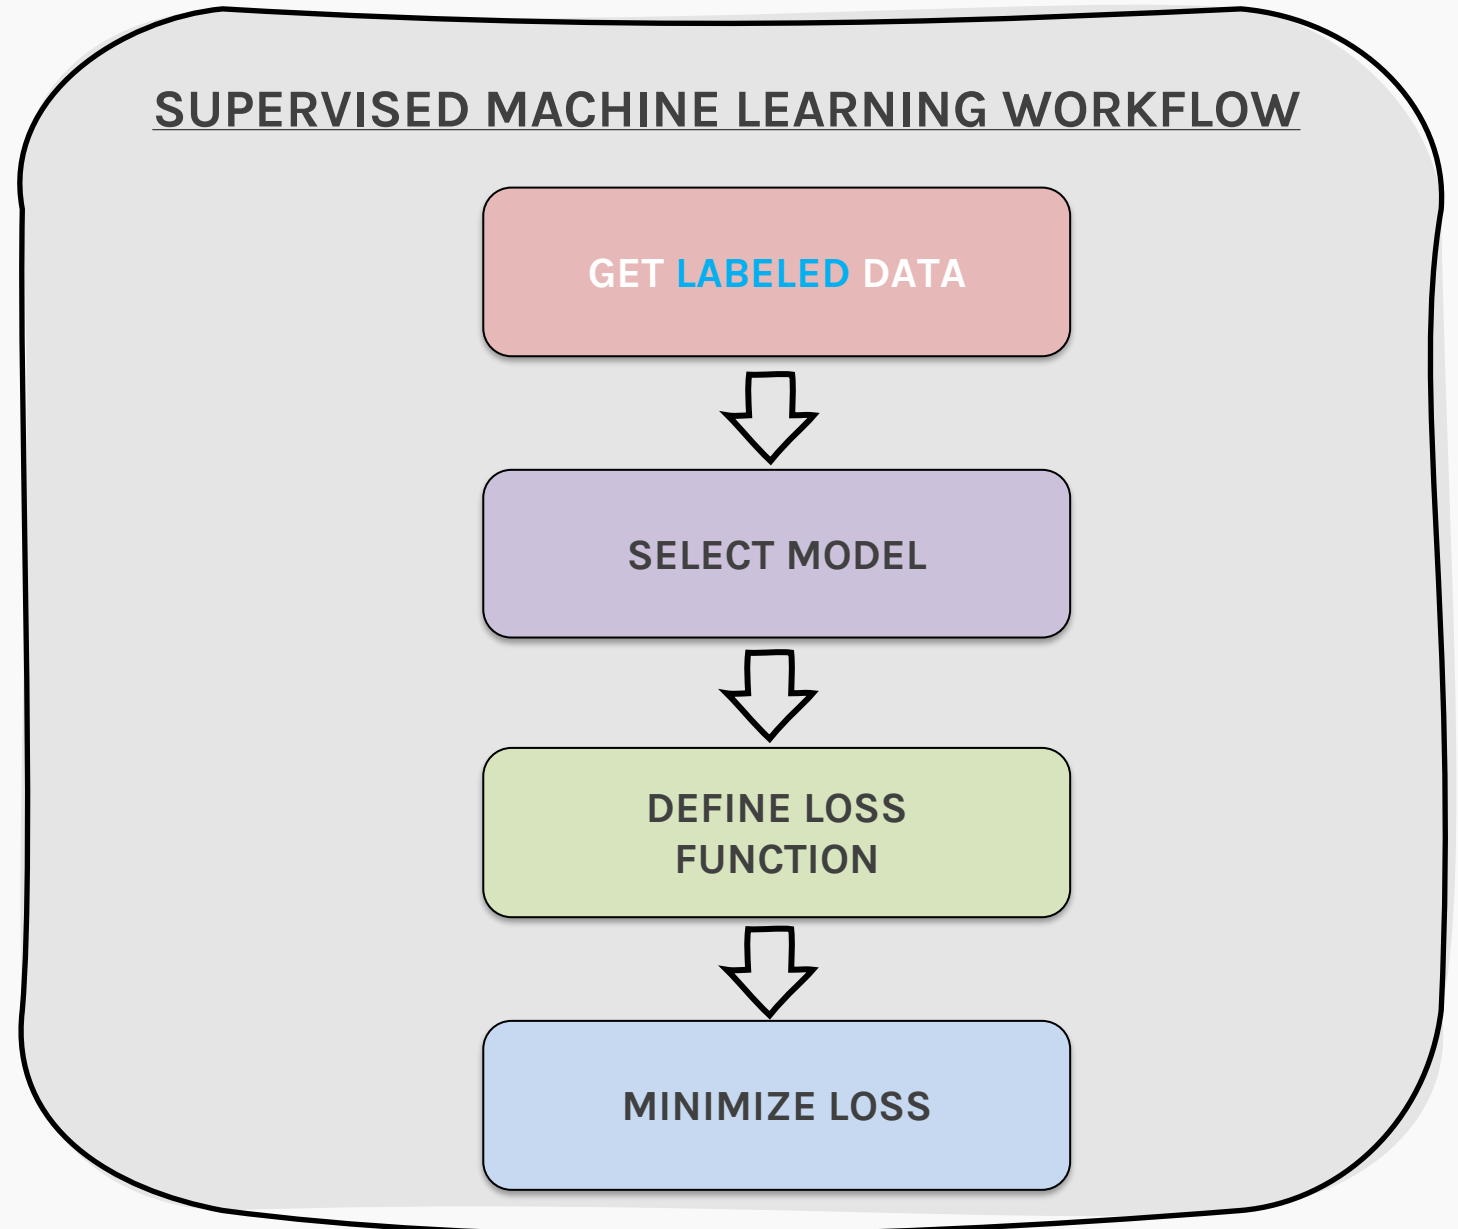 SUPERVISED MACHINE LEARNING WORKFLOW
GET LABELED DATA
SELECT MODEL
DEFINE LOSS
FUNCTION
MINIMIZE LOSS